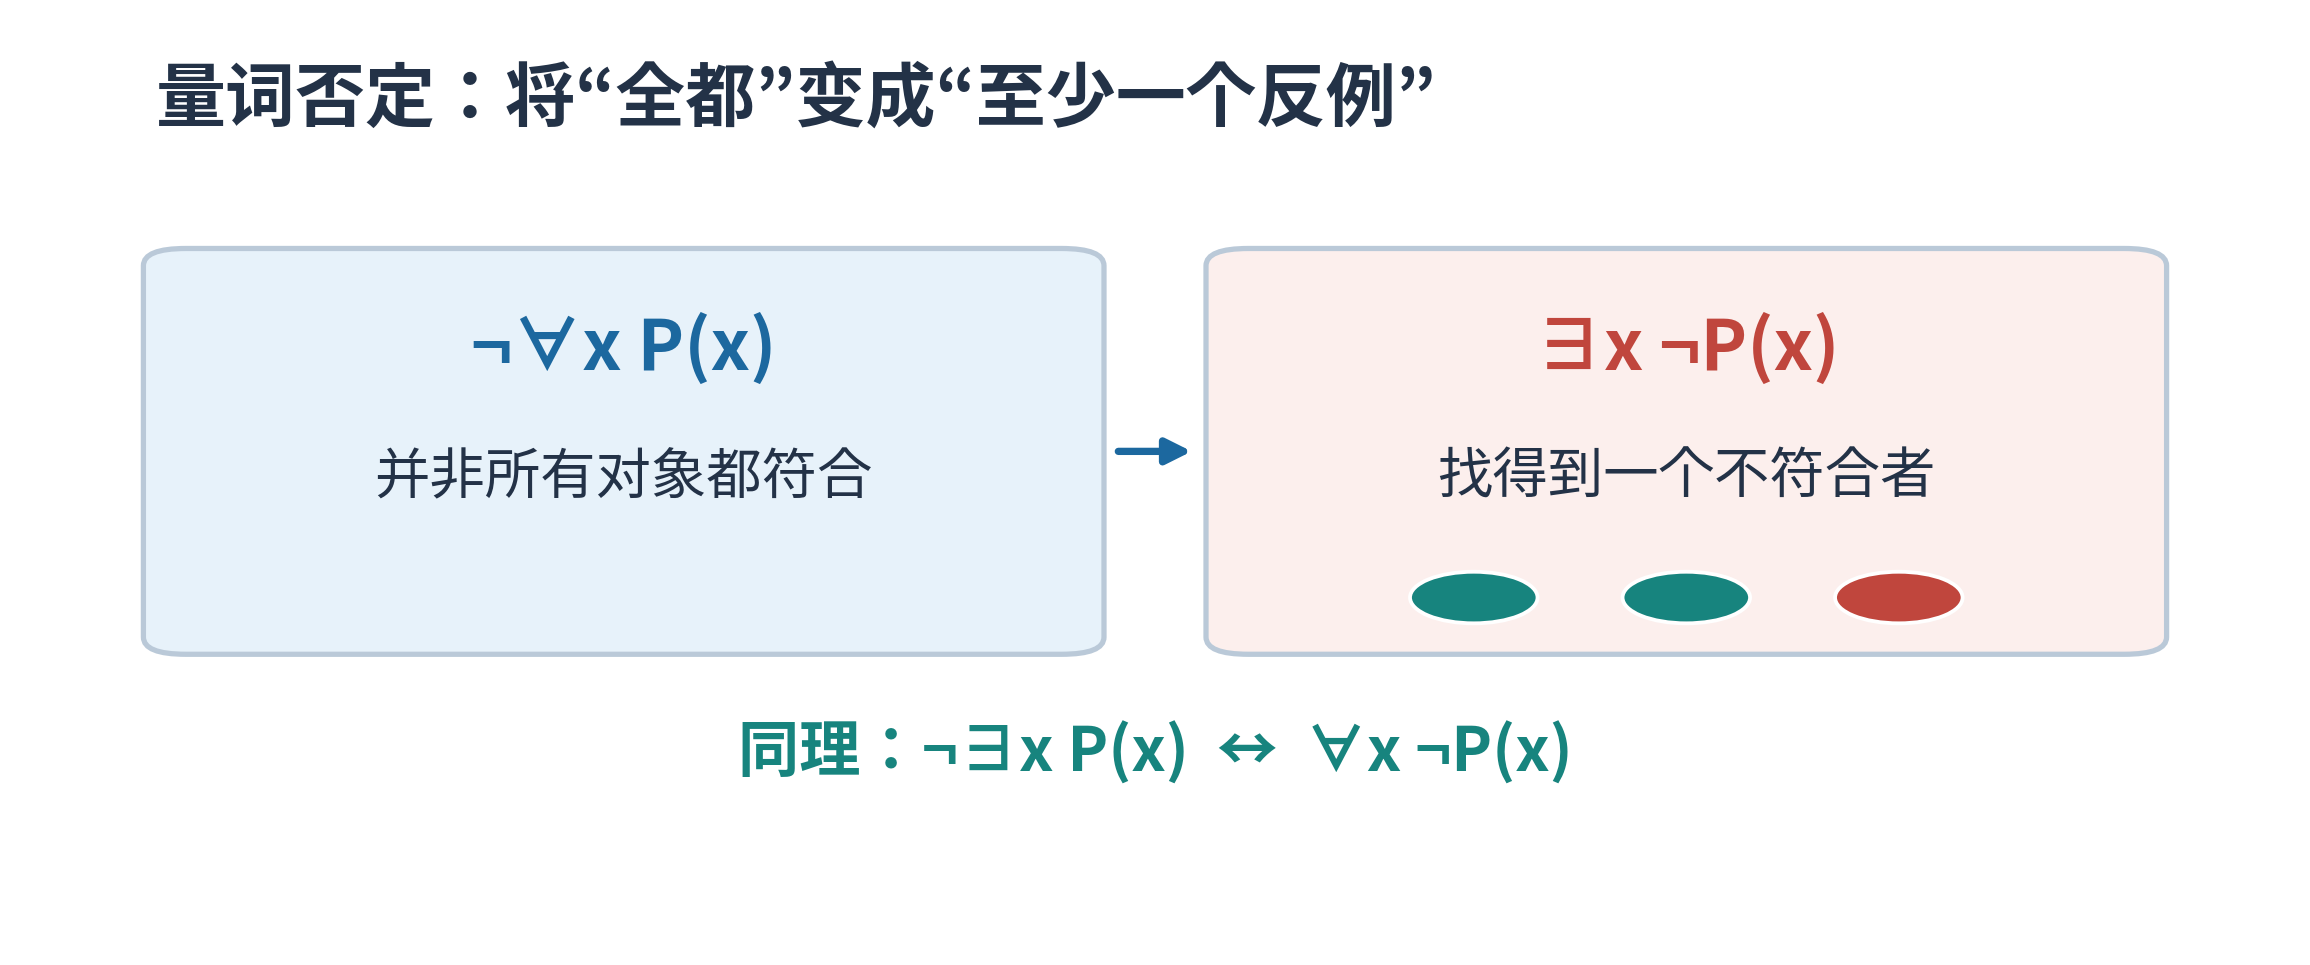 量词否定：将“全都”变成“至少一个反例”
¬∀x P(x)
并非所有对象都符合
∃x ¬P(x)
找得到一个不符合者
同理：¬∃x P(x) ↔ ∀x ¬P(x)